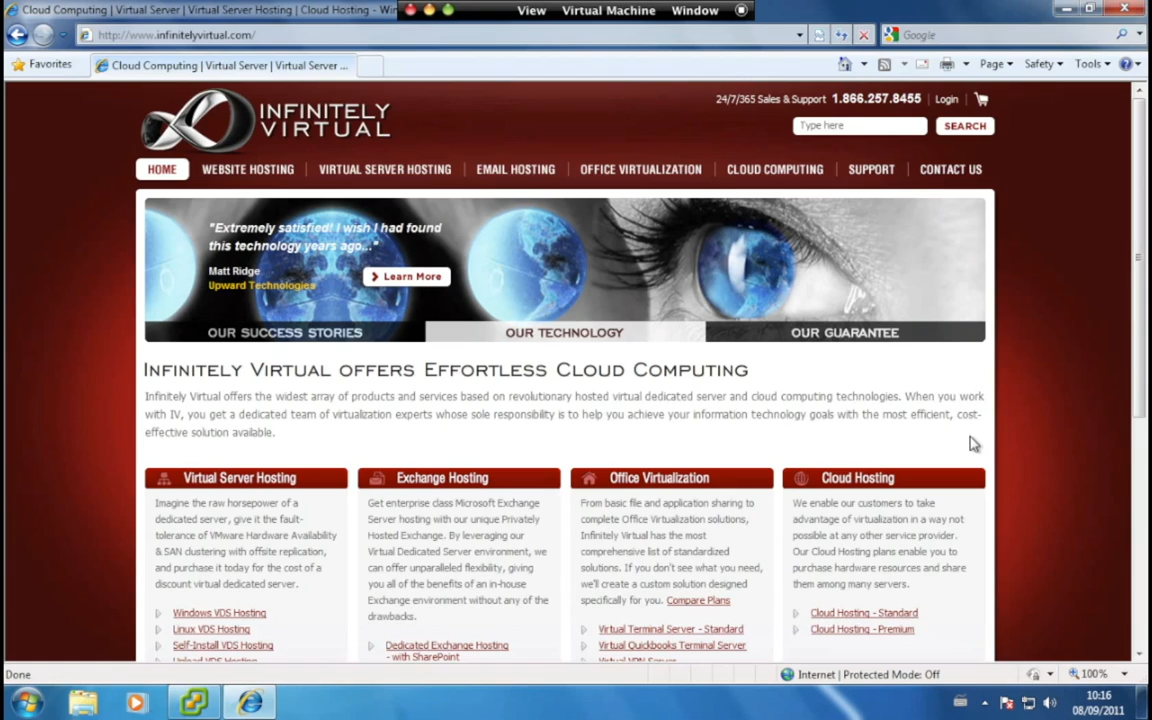 Cloud Computing | Virtual Server | Virtual Server Hosting | Cloud Hosting - Win
View Virtual Machine Window
http://www.infinitelyvirtual.com/
Google
Favorites
Cloud Computing | Virtual Server | Virtual Server ...
Page Safety Tools
INFINITELY
VIRTUAL
24/7/365 Sales & Support 1.866.257.8455 Login
Type here SEARCH
HOME WEBSITE HOSTING VIRTUAL SERVER HOSTING EMAIL HOSTING OFFICE VIRTUALIZATION CLOUD COMPUTING SUPPORT CONTACT US
"Extremely satisfied! I wish I had found
this technology years ago..."
Matt Ridge
Upward Technologies
Learn More
OUR SUCCESS STORIES OUR TECHNOLOGY OUR GUARANTEE
Infinitely Virtual offers Effortless Cloud Computing
Infinitely Virtual offers the widest array of products and services based on revolutionary hosted virtual dedicated server and cloud computing technologies. When you work
with IV, you get a dedicated team of virtualization experts whose sole responsibility is to help you achieve your information technology goals with the most efficient, cost-
effective solution available.
Virtual Server Hosting
Imagine the raw horsepower of a
dedicated server, give it the fault-
tolerance of VMware Hardware Availability
& SAN clustering with offsite replication,
and purchase it today for the cost of a
discount virtual dedicated server.
Windows VDS Hosting
Linux VDS Hosting
Self-Install VDS Hosting
Exchange Hosting
Get enterprise class Microsoft Exchange
Server hosting with our unique Privately
Hosted Exchange. By leveraging our
Virtual Dedicated Server environment, we
can offer unparalleled flexibility, giving
you all of the benefits of an in-house
Exchange environment without any of the
drawbacks.
Dedicated Exchange Hosting
- with SharePoint
Office Virtualization
From basic file and application sharing to
complete Office Virtualization solutions,
Infinitely Virtual has the most
comprehensive list of standardized
solutions. If you don't see what you need,
we'll create a custom solution designed
specifically for you. Compare Plans
Virtual Terminal Server - Standard
Virtual Quickbooks Terminal Server
Virtual VPN Server
Cloud Hosting
We enable our customers to take
advantage of virtualization in a way not
possible at any other service provider.
Our Cloud Hosting plans enable you to
purchase hardware resources and share
them among many servers.
Cloud Hosting - Standard
Cloud Hosting - Premium
Done
Internet | Protected Mode: Off
100%
10:16
08/09/2011